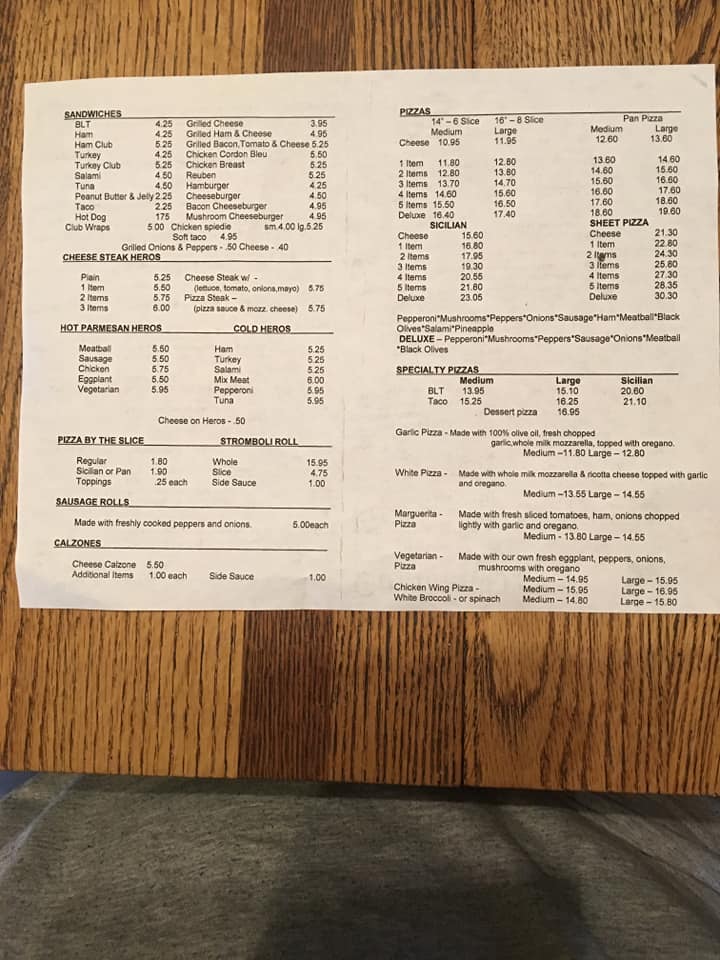 SANDWICHES
BLT 4.25 Grilled Cheese 3.95
Ham 4.25 Grilled Ham & Cheese 4.95
Ham Club 5.25 Grilled Bacon,Tomato & Cheese 5.25
Turkey 4.25 Chicken Cordon Bleu 5.50
Turkey Club 5.25 Chicken Breast 5.25
Salami 4.50 Reuben 5.25
Tuna 4.50 Hamburger 4.25
Peanut Butter & Jelly 2.25 Cheeseburger 4.50
Taco 2.25 Bacon Cheeseburger 4.95
Hot Dog 175 Mushroom Cheeseburger 4.95
Club Wraps 5.00 Chicken spiedie sm.4.00 lg.5.25
Soft taco 4.95
Grilled Onions & Peppers - .50 Cheese - .40
CHEESE STEAK HEROS
Plain 5.25 Cheese Steak w/ -
1 Item 5.50 (lettuce, tomato, onions,mayo) 5.75
2 Items 5.75 Pizza Steak –
3 Items 6.00 (pizza sauce & mozz. cheese) 5.75
HOT PARMESAN HEROS COLD HEROS
Meatball 5.50 Ham 5.25
Sausage 5.50 Turkey 5.25
Chicken 5.75 Salami 5.25
Eggplant 5.50 Mix Meat 6.00
Vegetarian 5.95 Pepperoni 5.95
Tuna 5.95
Cheese on Heros - .50
PIZZA BY THE SLICE STROMBOLI ROLL
Regular 1.80 Whole 15.95
Sicilian or Pan 1.90 Slice 4.75
Toppings .25 each Side Sauce 1.00
SAUSAGE ROLLS
Made with freshly cooked peppers and onions. 5.00each
CALZONES
Cheese Calzone 5.50
Additional Items 1.00 each Side Sauce 1.00
PIZZAS
14" – 6 Slice 16" – 8 Slice Pan Pizza
Medium Large Medium Large
Cheese 10.95 11.95 12.60 13.60
1 Item 11.80 12.80 13.60 14.60
2 Items 12.80 13.80 14.60 15.60
3 Items 13.70 14.70 15.60 16.60
4 Items 14.60 15.60 16.60 17.60
5 Items 15.50 16.50 17.60 18.60
Deluxe 16.40 17.40 18.60 19.60
SICILIAN SHEET PIZZA
Cheese 15.60 Cheese 21.30
1 Item 16.80 1 Item 22.80
2 Items 17.95 2 Items 24.30
3 Items 19.30 3 Items 25.80
4 Items 20.55 4 Items 27.30
5 Items 21.80 5 Items 28.35
Deluxe 23.05 Deluxe 30.30
Pepperoni*Mushrooms*Peppers*Onions*Sausage*Ham*Meatball*Black
Olives*Salami*Pineapple
DELUXE – Pepperoni*Mushrooms*Peppers*Sausage*Onions*Meatball
*Black Olives
SPECIALTY PIZZAS
Medium Large Sicilian
BLT 13.95 15.10 20.60
Taco 15.25 16.25 21.10
Dessert pizza 16.95
Garlic Pizza - Made with 100% olive oil, fresh chopped
garlic,whole milk mozzarella, topped with oregano.
Medium –11.80 Large – 12.80
White Pizza - Made with whole milk mozzarella & ricotta cheese topped with garlic
and oregano.
Medium –13.55 Large – 14.55
Marguerita - Made with fresh sliced tomatoes, ham, onions chopped
Pizza lightly with garlic and oregano.
Medium - 13.80 Large – 14.55
Vegetarian - Made with our own fresh eggplant, peppers, onions,
Pizza mushrooms with oregano
Medium – 14.95 Large – 15.95
Chicken Wing Pizza - Medium – 15.95 Large – 16.95
White Broccoli - or spinach Medium – 14.80 Large – 15.80